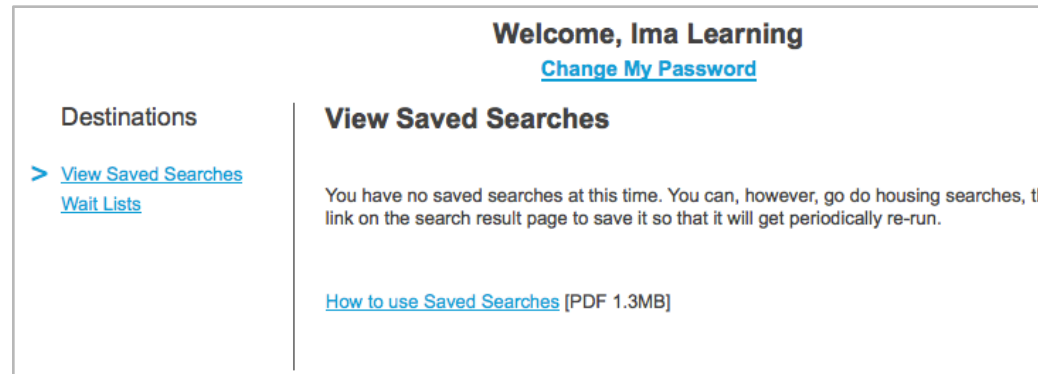 Welcome, Ima Learning
Change My Password
Destinations
> View Saved Searches
Wait Lists
View Saved Searches
You have no saved searches at this time. You can, however, go do housing searches,
link on the search result page to save it so that it will get periodically re-run.
How to use Saved Searches [PDF 1.3MB]